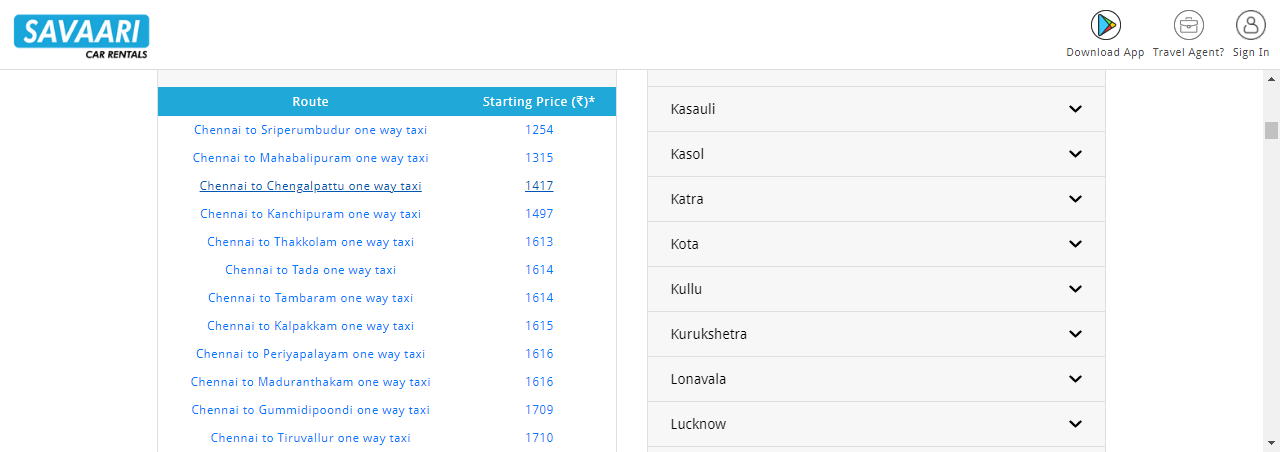 SAVAARI
CAR RENTALS
Download App
Travel Agent?
Sign In
Route Starting Price (₹)*
Chennai to Sriperumbudur one way taxi 1254
Chennai to Mahabalipuram one way taxi 1315
Chennai to Chengalpattu one way taxi 1417
Chennai to Kanchipuram one way taxi 1497
Chennai to Thakkolam one way taxi 1613
Chennai to Tada one way taxi 1614
Chennai to Tambaram one way taxi 1614
Chennai to Kalpakkam one way taxi 1615
Chennai to Periyapalayam one way taxi 1616
Chennai to Maduranthakam one way taxi 1616
Chennai to Gummidipoondi one way taxi 1709
Chennai to Tiruvallur one way taxi 1710
Kasauli
Kasol
Katra
Kota
Kullu
Kurukshetra
Lonavala
Lucknow